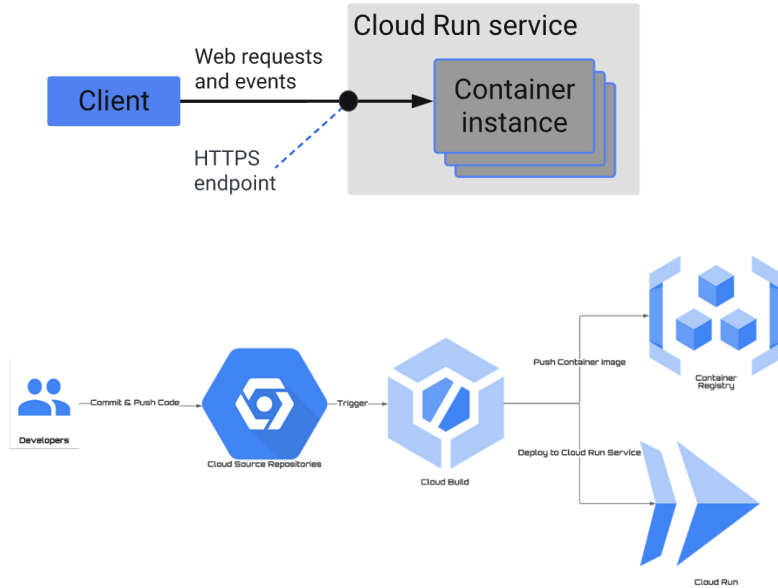 Cloud Run service
Web requests
and events
Client
Container
instance
HTTPS
endpoint
Push Container Image
Container
Registry
Commit & Push Code
Trigger
Developers
Cloud Source Repositories
Deploy to Cloud Run Service
Cloud Build
Cloud Run